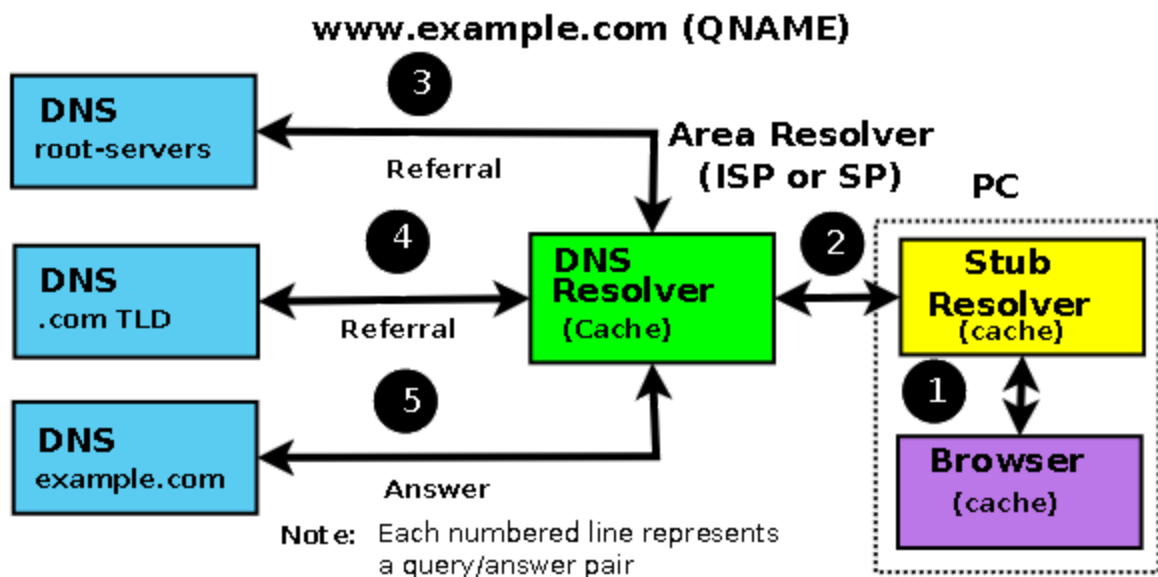 www.example.com (QNAME)
3
DNS
root-servers
Referral
Area Resolver
(ISP or SP)
PC
4
DNS
.com TLD
Referral
DNS
Resolver
(Cache)
2
Stub
Resolver
(cache)
1
5
DNS
example.com
Answer
Browser
(cache)
Note: Each numbered line represents
a query/answer pair